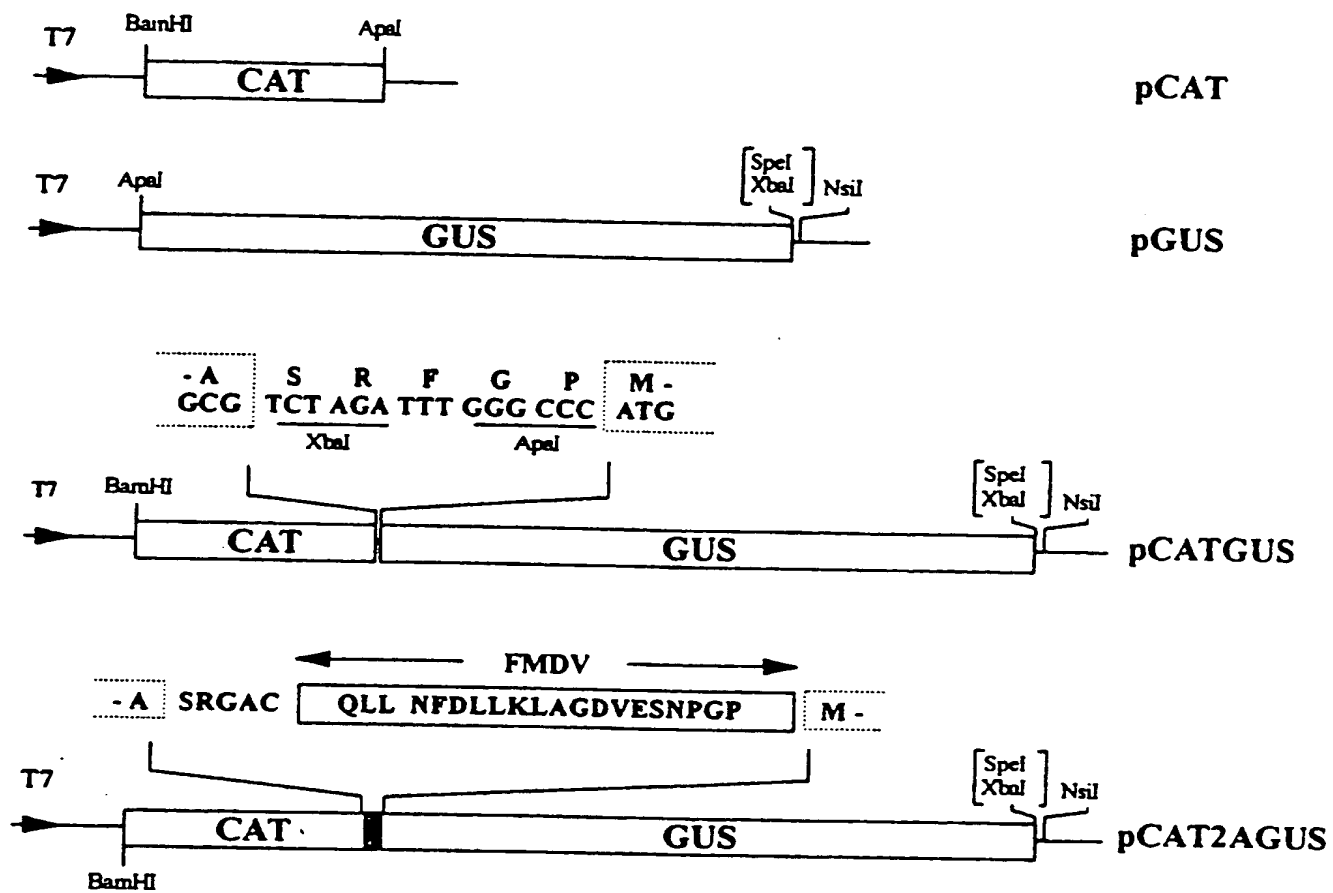 T7 BamHI ApaI
CAT
pCAT
T7 ApaI
[SpeI XbaI] NsiI
GUS
pGUS
- A S R F G P M -
GCG TCT AGA TTT GGG CCC ATG
XbaI ApaI
T7 BamHI
[SpeI XbaI] NsiI
CAT GUS
pCATGUS
FMDV
- A SRGAC QLL NFDLLKLAGDVESNPGP M -
T7
[SpeI XbaI] NsiI
CAT GUS
pCAT2AGUS
BamHI